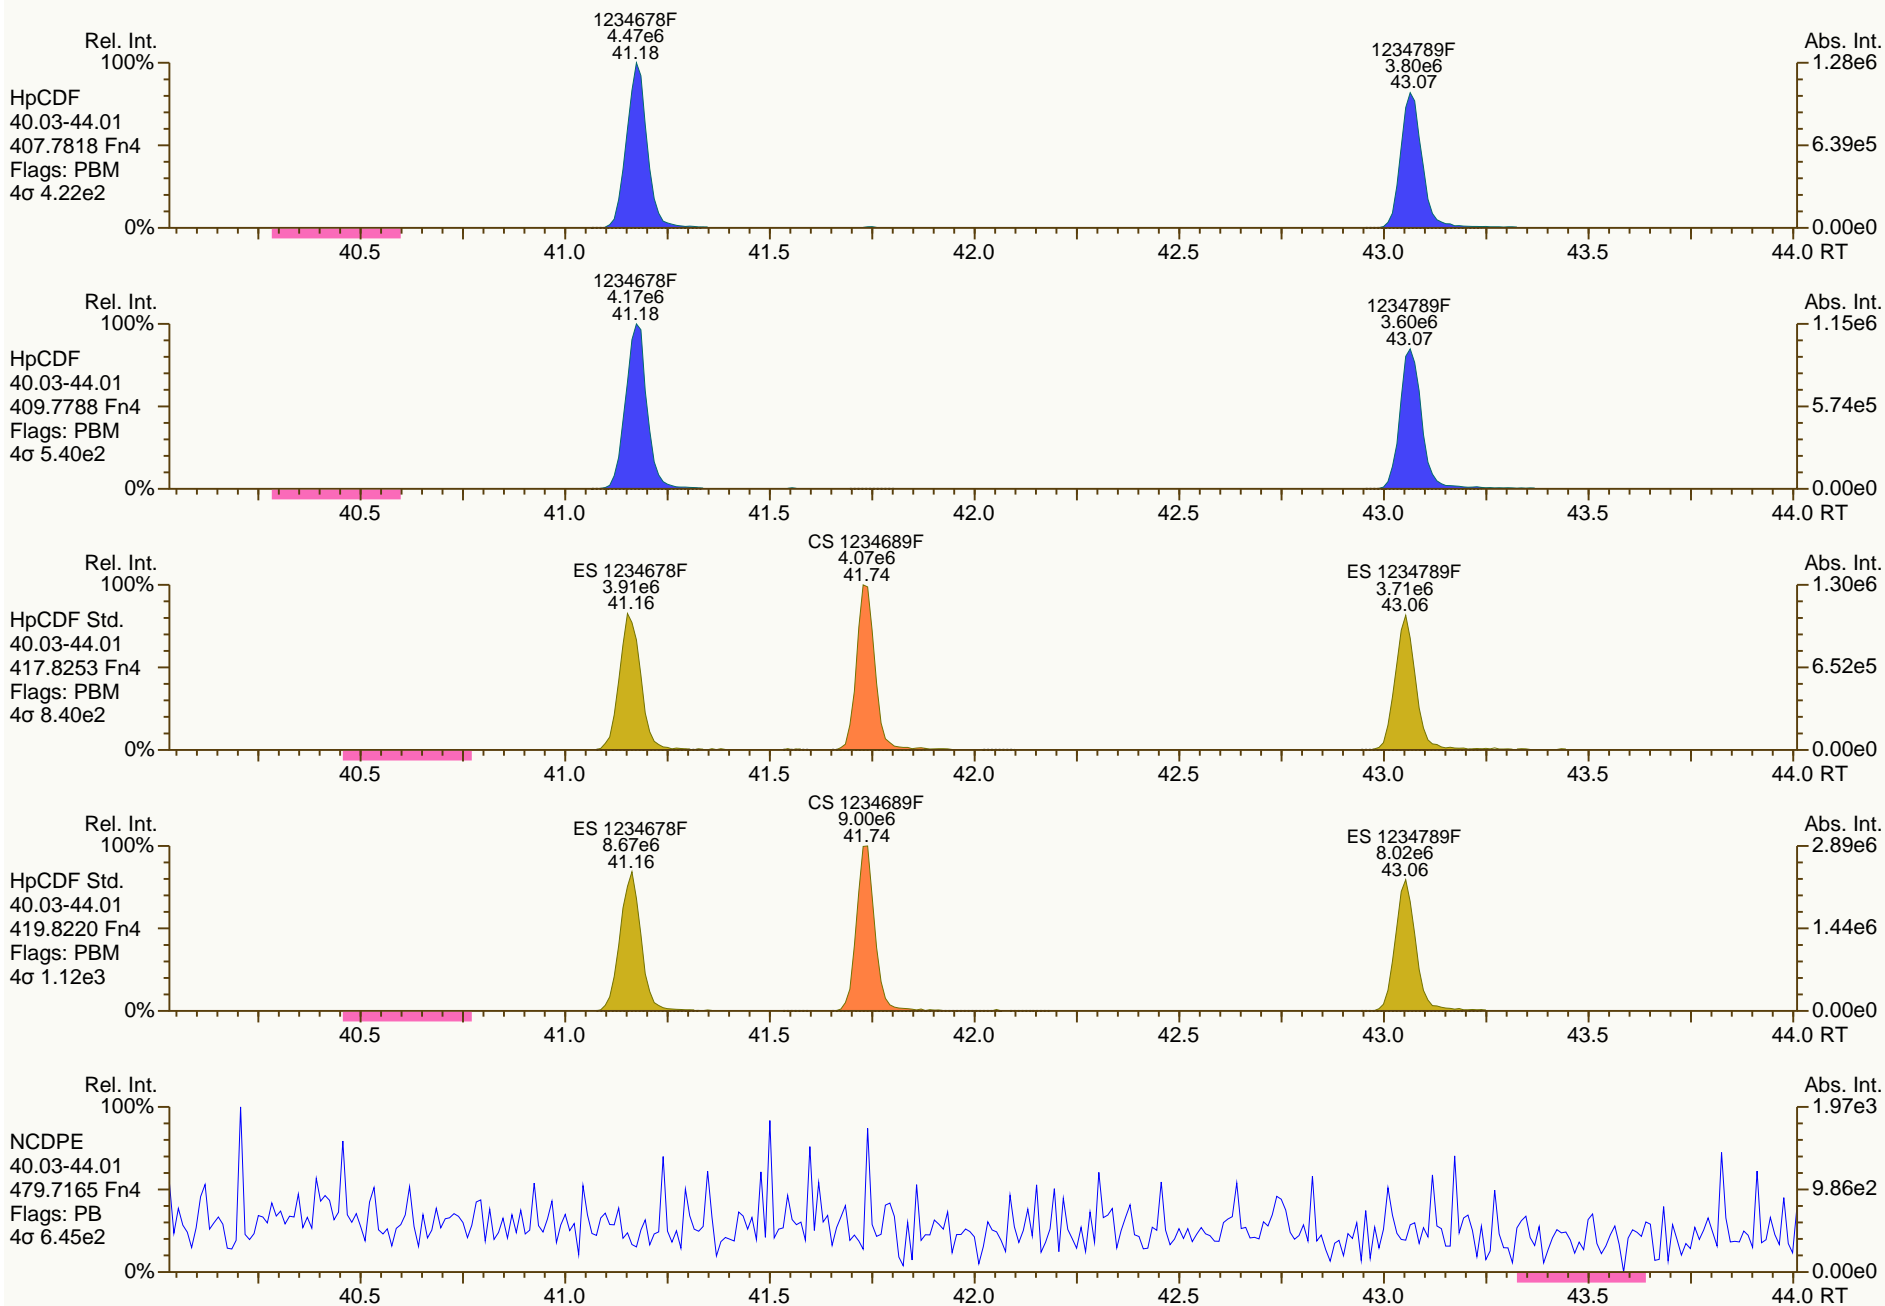 1234678F
4.47e6
41.18
1234789F
3.80e6
43.07
Rel. Int.
Abs. Int.
100%
1.28e6
HpCDF
40.03-44.01
407.7818 Fn4
6.39e5
Flags: PBM
4σ 4.22e2
0%
0.00e0
40.5 41.0 41.5 42.0 42.5 43.0 43.5 44.0 RT
1234678F
4.17e6
41.18
1234789F
3.60e6
43.07
Rel. Int.
Abs. Int.
100%
1.15e6
HpCDF
40.03-44.01
409.7788 Fn4
5.74e5
Flags: PBM
4σ 5.40e2
0%
0.00e0
40.5 41.0 41.5 42.0 42.5 43.0 43.5 44.0 RT
ES 1234678F
3.91e6
41.16
CS 1234689F
4.07e6
41.74
ES 1234789F
3.71e6
43.06
Rel. Int.
Abs. Int.
100%
1.30e6
HpCDF Std.
40.03-44.01
417.8253 Fn4
6.52e5
Flags: PBM
4σ 8.40e2
0%
0.00e0
40.5 41.0 41.5 42.0 42.5 43.0 43.5 44.0 RT
ES 1234678F
8.67e6
41.16
CS 1234689F
9.00e6
41.74
ES 1234789F
8.02e6
43.06
Rel. Int.
Abs. Int.
100%
2.89e6
HpCDF Std.
40.03-44.01
419.8220 Fn4
1.44e6
Flags: PBM
4σ 1.12e3
0%
0.00e0
40.5 41.0 41.5 42.0 42.5 43.0 43.5 44.0 RT
Rel. Int.
Abs. Int.
100%
1.97e3
NCDPE
40.03-44.01
479.7165 Fn4
9.86e2
Flags: PB
4σ 6.45e2
0%
0.00e0
40.5 41.0 41.5 42.0 42.5 43.0 43.5 44.0 RT